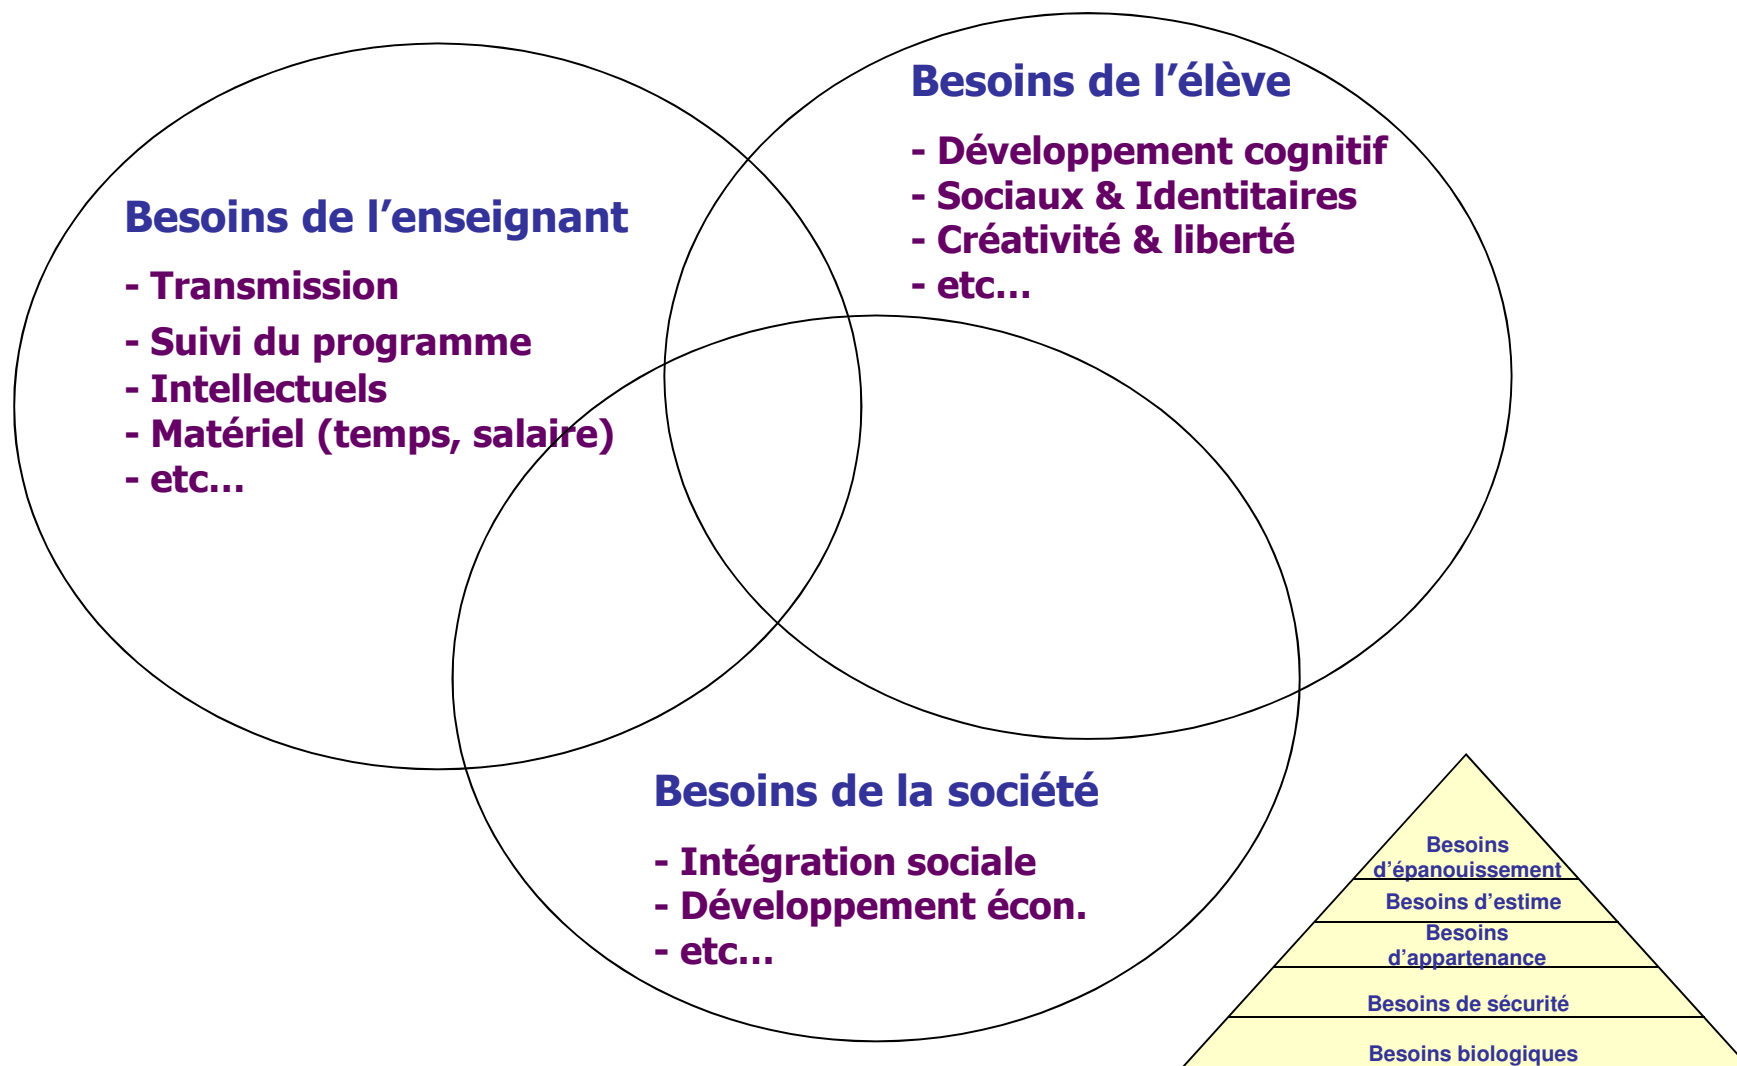 Besoins de l’élève
- Développement cognitif
- Sociaux & Identitaires
- Créativité & liberté
- etc…
Besoins de l’enseignant
- Transmission
- Suivi du programme
- Intellectuels
- Matériel (temps, salaire)
- etc…
Besoins de la société
- Intégration sociale
- Développement écon.
- etc…
Besoins
d’épanouissement
Besoins d’estime
Besoins
d’appartenance
Besoins de sécurité
Besoins biologiques